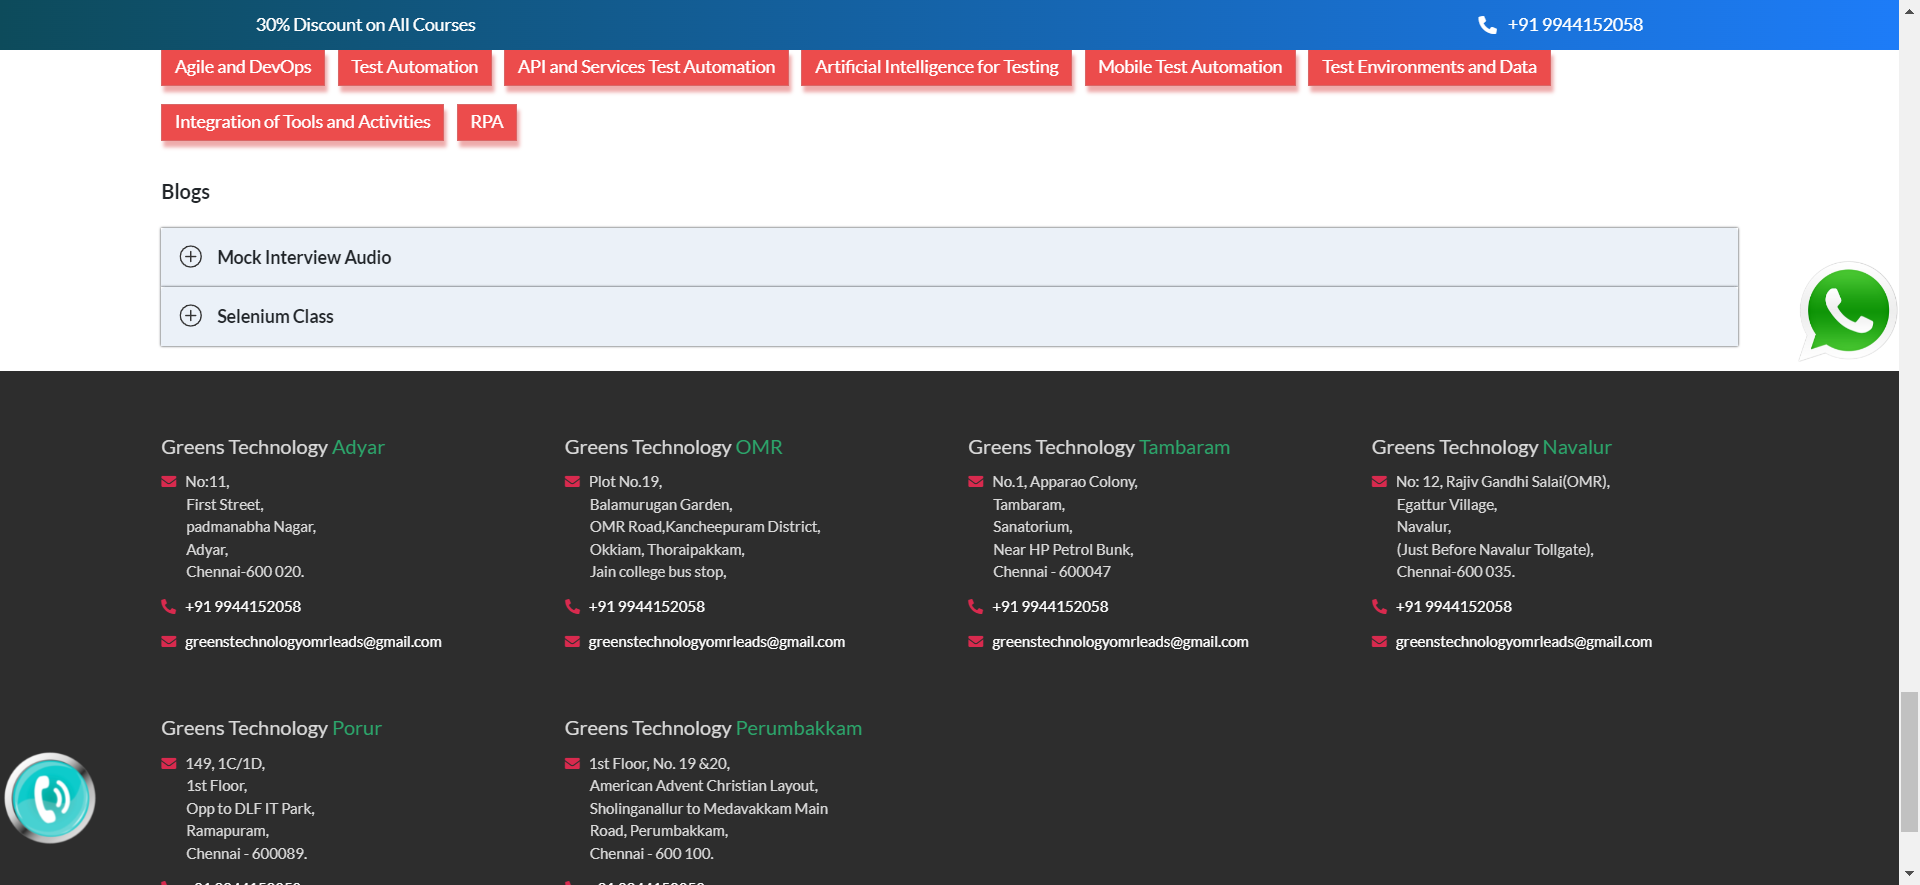 30% Discount on All Courses
+91 9944152058
Agile and DevOps
Test Automation
API and Services Test Automation
Artificial Intelligence for Testing
Mobile Test Automation
Test Environments and Data
Integration of Tools and Activities
RPA
Blogs
Mock Interview Audio
Selenium Class
Greens Technology Adyar
No:11,
First Street,
padmanabha Nagar,
Adyar,
Chennai-600 020.
+91 9944152058
greenstechnologyomrleads@gmail.com
Greens Technology OMR
Plot No.19,
Balamurugan Garden,
OMR Road,Kancheepuram District,
Okkiam, Thoraipakkam,
Jain college bus stop,
+91 9944152058
greenstechnologyomrleads@gmail.com
Greens Technology Tambaram
No.1, Apparao Colony,
Tambaram,
Sanatorium,
Near HP Petrol Bunk,
Chennai - 600047
+91 9944152058
greenstechnologyomrleads@gmail.com
Greens Technology Navalur
No: 12, Rajiv Gandhi Salai(OMR),
Egattur Village,
Navalur,
(Just Before Navalur Tollgate),
Chennai-600 035.
+91 9944152058
greenstechnologyomrleads@gmail.com
Greens Technology Porur
149, 1C/1D,
1st Floor,
Opp to DLF IT Park,
Ramapuram,
Chennai - 600089.
Greens Technology Perumbakkam
1st Floor, No. 19 &20,
American Advent Christian Layout,
Sholinganallur to Medavakkam Main
Road, Perumbakkam,
Chennai - 600 100.